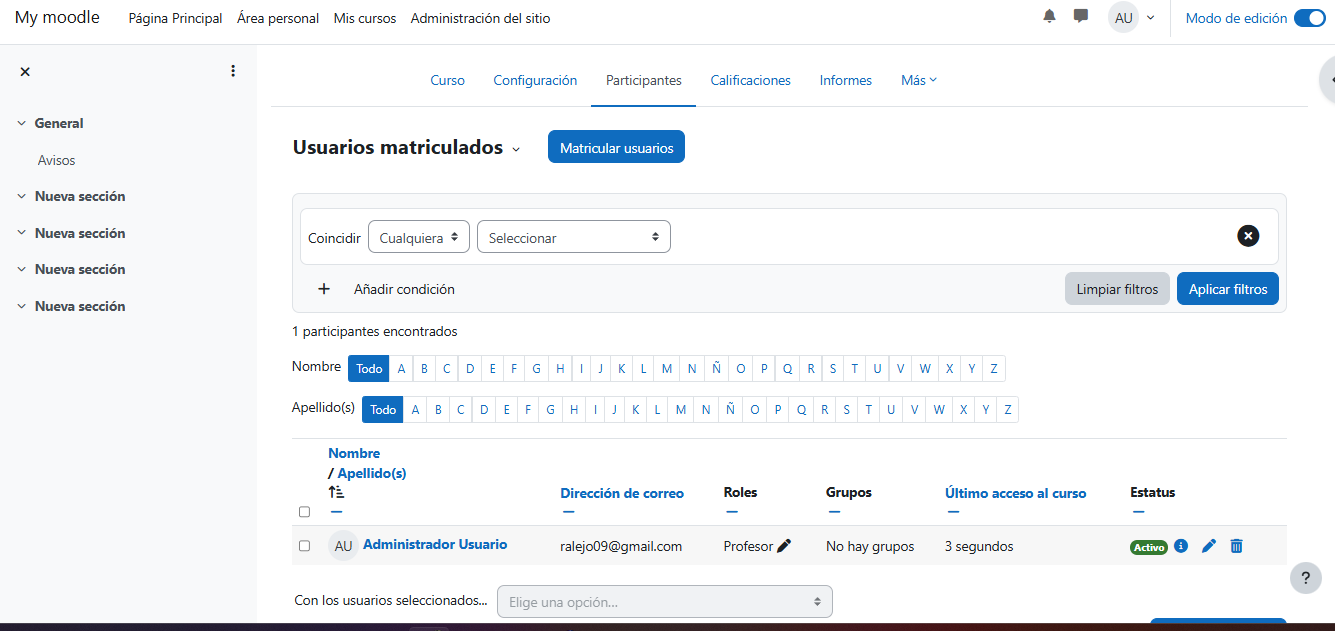 My moodle Página Principal Área personal Mis cursos Administración del sitio AU Modo de edición
Curso Configuración Participantes Calificaciones Informes Más
General
Avisos
Nueva sección
Nueva sección
Nueva sección
Nueva sección
Usuarios matriculados Matricular usuarios
Coincidir Cualquiera Seleccionar
+ Añadir condición Limpiar filtros Aplicar filtros
1 participantes encontrados
Nombre Todo A B C D E F G H I J K L M N Ñ O P Q R S T U V W X Y Z
Apellido(s) Todo A B C D E F G H I J K L M N Ñ O P Q R S T U V W X Y Z
Nombre
/ Apellido(s)
Dirección de correo Roles Grupos Último acceso al curso Estatus
AU Administrador Usuario ralejo09@gmail.com Profesor No hay grupos 3 segundos Activo
?
Con los usuarios seleccionados... Elige una opción...